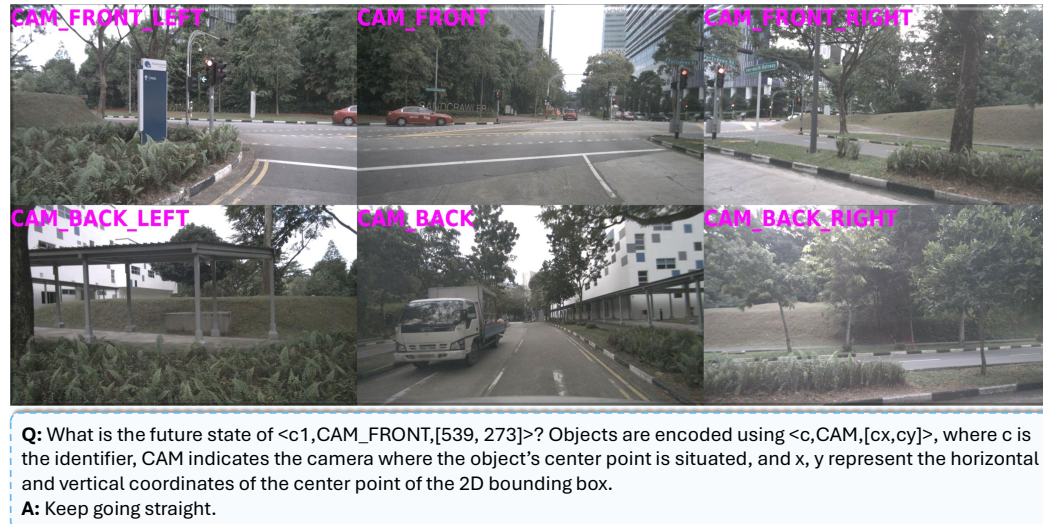 CAM_FRONT_LEFT
CAM_FRONT
CAM_FRONT_RIGHT
CAM_BACK_LEFT
CAM_BACK
CAM_BACK_RIGHT
Q: What is the future state of <c1,CAM_FRONT,[539, 273]>? Objects are encoded using <c,CAM,[cx,cy]>, where c is
the identifier, CAM indicates the camera where the object's center point is situated, and x, y represent the horizontal
and vertical coordinates of the center point of the 2D bounding box.
A: Keep going straight.